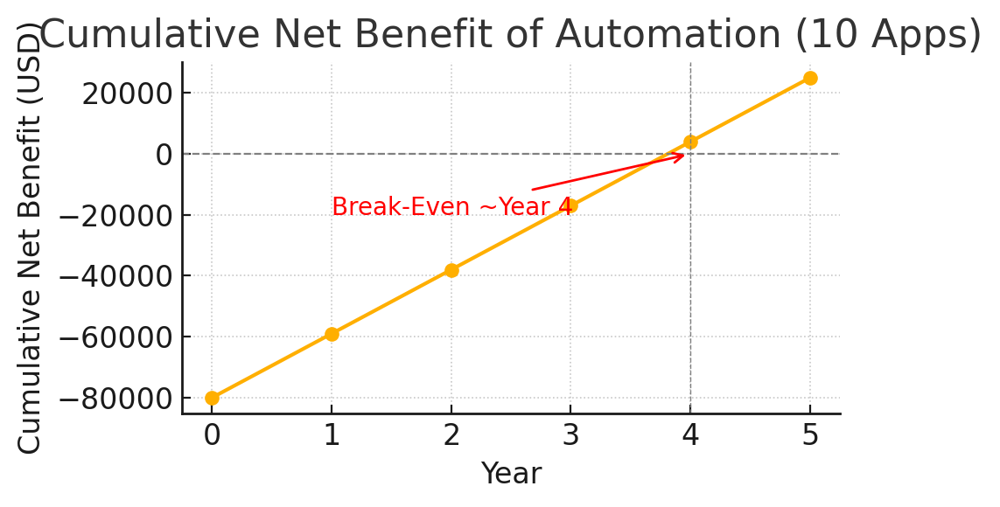 Cumulative Net Benefit of Automation (10 Apps)
Cumulative Net Benefit (USD)
20000
0
−20000
−40000
−60000
−80000
Break-Even ~Year 4
0 1 2 3 4 5
Year